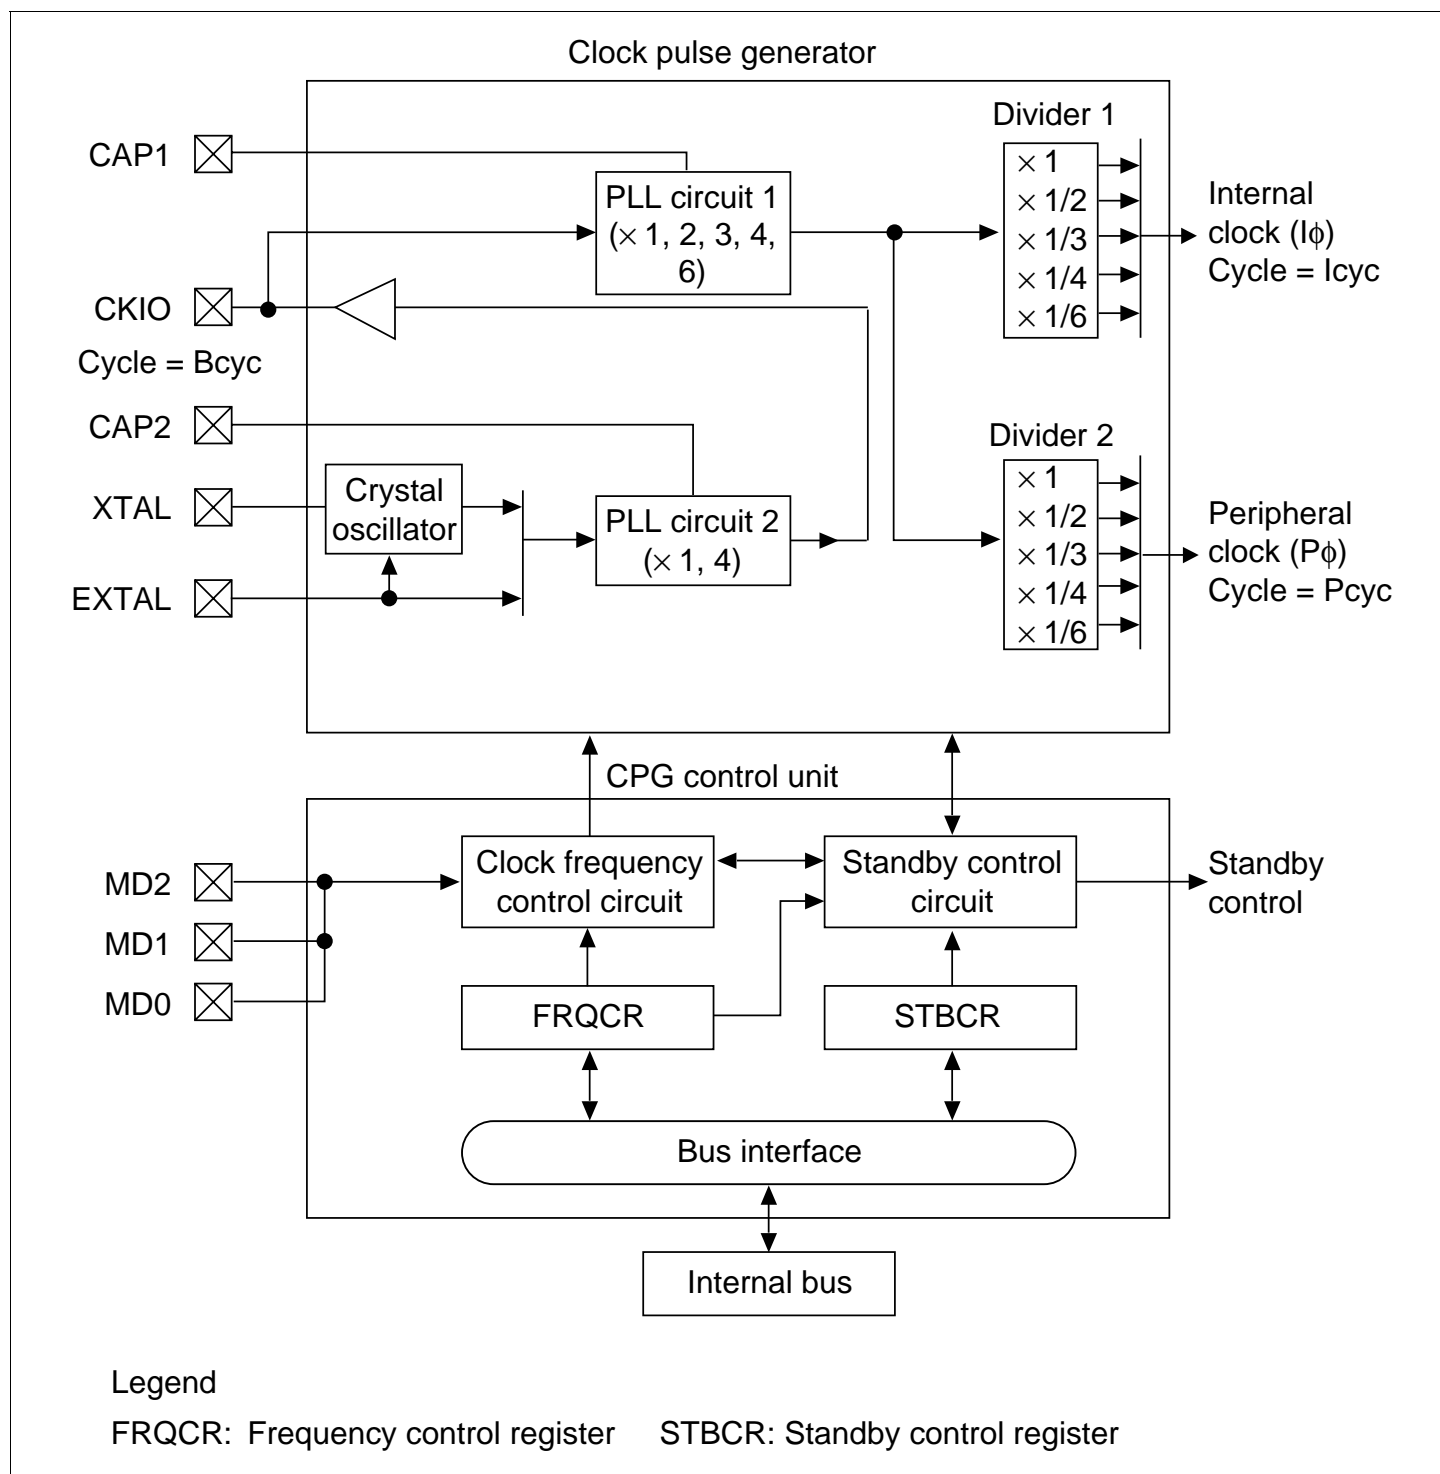 Clock pulse generator
Divider 1
CAP1
PLL circuit 1
(× 1, 2, 3, 4,
6)
× 1
× 1/2
× 1/3
× 1/4
× 1/6
Internal
clock (Iϕ)
Cycle = Icyc
CKIO
Cycle = Bcyc
CAP2
Divider 2
XTAL
Crystal
oscillator
PLL circuit 2
(× 1, 4)
× 1
× 1/2
× 1/3
× 1/4
× 1/6
Peripheral
clock (Pϕ)
Cycle = Pcyc
EXTAL
CPG control unit
MD2
Clock frequency
control circuit
Standby control
circuit
Standby
control
MD1
MD0
FRQCR
STBCR
Bus interface
Internal bus
Legend
FRQCR: Frequency control register STBCR: Standby control register